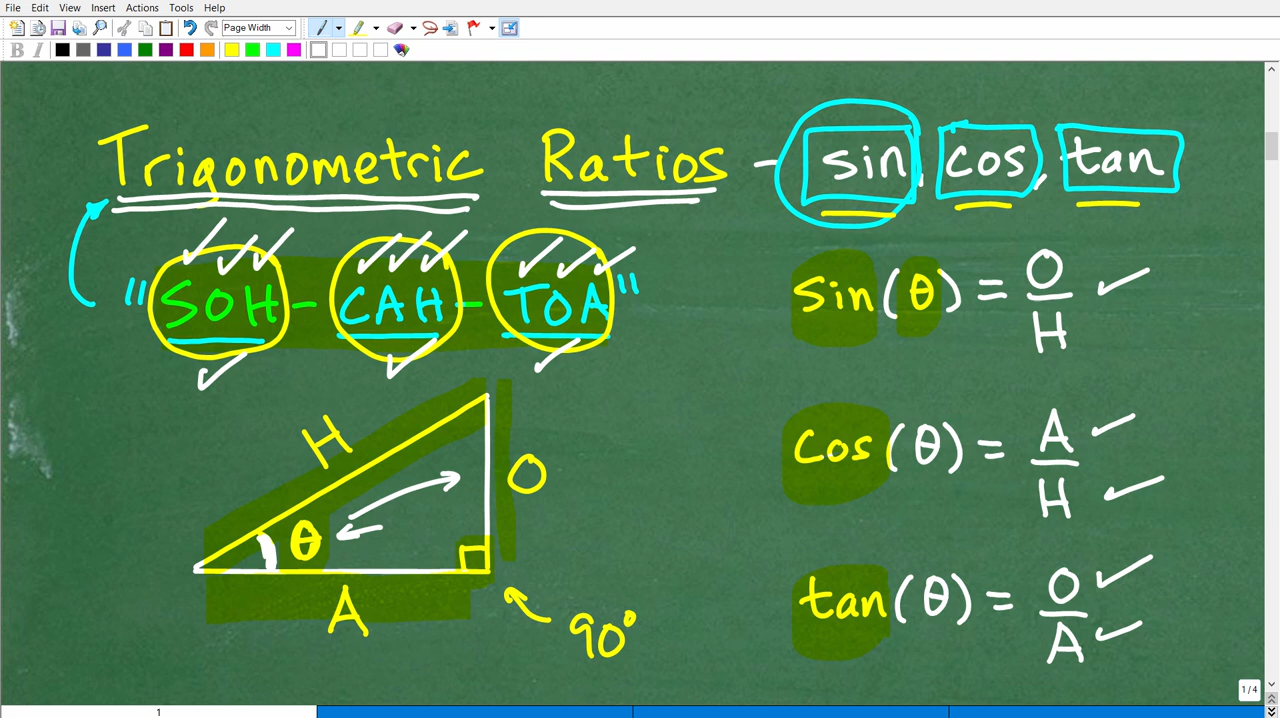 File Edit View Insert Actions Tools Help
Page Width
B I
Trigonometric Ratios - sin, cos, tan
"SOH - CAH - TOA"
sin(θ) = O/H
cos(θ) = A/H
tan(θ) = O/A
H
O
θ
A
90°
1/4
1